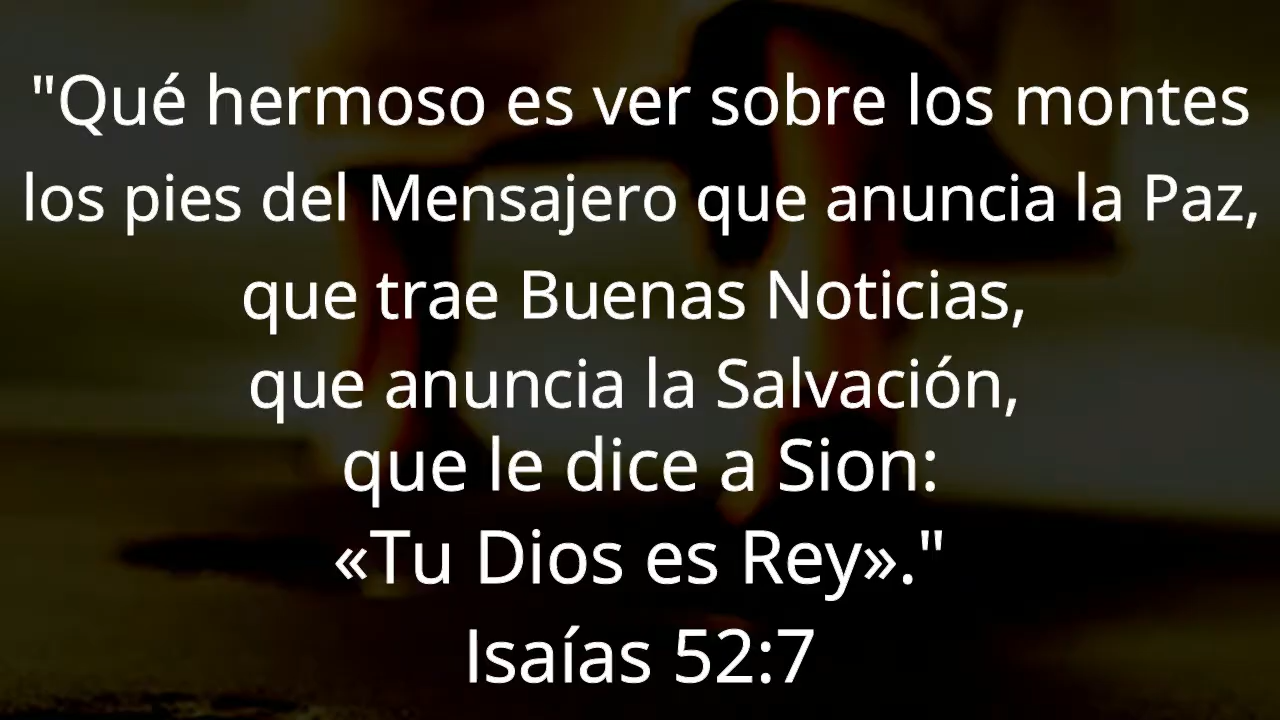 "Qué hermoso es ver sobre los montes
los pies del Mensajero que anuncia la Paz,
que trae Buenas Noticias,
que anuncia la Salvación,
que le dice a Sion:
«Tu Dios es Rey»."
Isaías 52:7